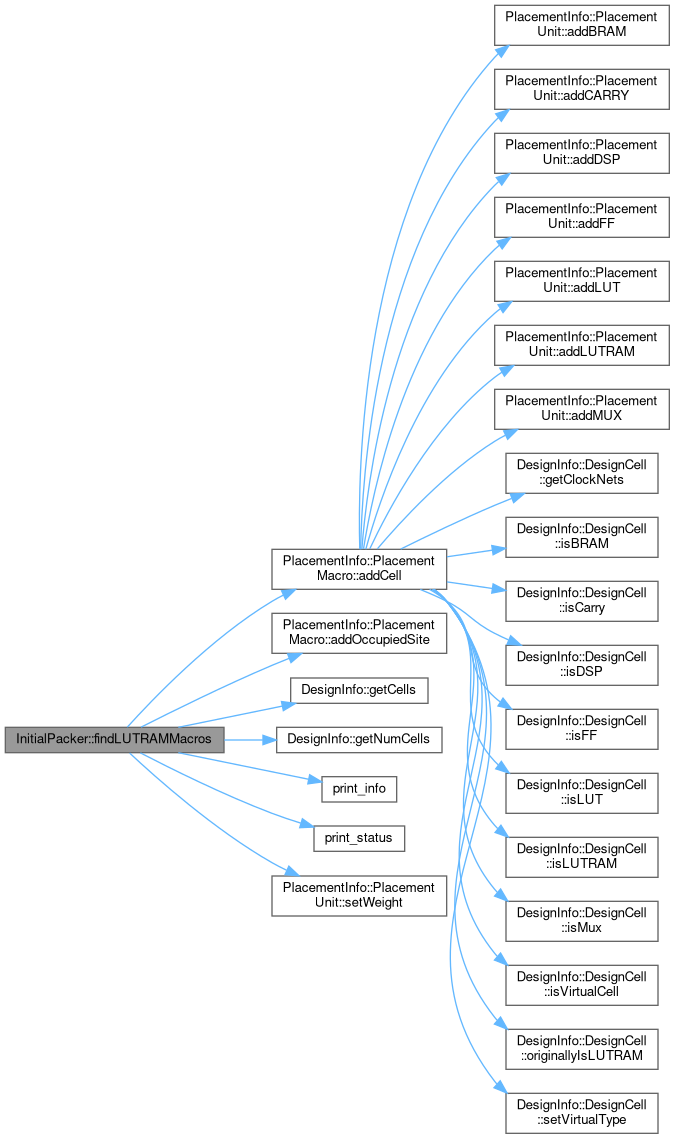 InitialPacker::findLUTRAMMacros
PlacementInfo::Placement
Macro::addCell
PlacementInfo::Placement
Macro::addOccupiedSite
DesignInfo::getCells
DesignInfo::getNumCells
print_info
print_status
PlacementInfo::Placement
Unit::setWeight
PlacementInfo::Placement
Unit::addBRAM
PlacementInfo::Placement
Unit::addCARRY
PlacementInfo::Placement
Unit::addDSP
PlacementInfo::Placement
Unit::addFF
PlacementInfo::Placement
Unit::addLUT
PlacementInfo::Placement
Unit::addLUTRAM
PlacementInfo::Placement
Unit::addMUX
DesignInfo::DesignCell
::getClockNets
DesignInfo::DesignCell
::isBRAM
DesignInfo::DesignCell
::isCarry
DesignInfo::DesignCell
::isDSP
DesignInfo::DesignCell
::isFF
DesignInfo::DesignCell
::isLUT
DesignInfo::DesignCell
::isLUTRAM
DesignInfo::DesignCell
::isMux
DesignInfo::DesignCell
::isVirtualCell
DesignInfo::DesignCell
::originallyIsLUTRAM
DesignInfo::DesignCell
::setVirtualType